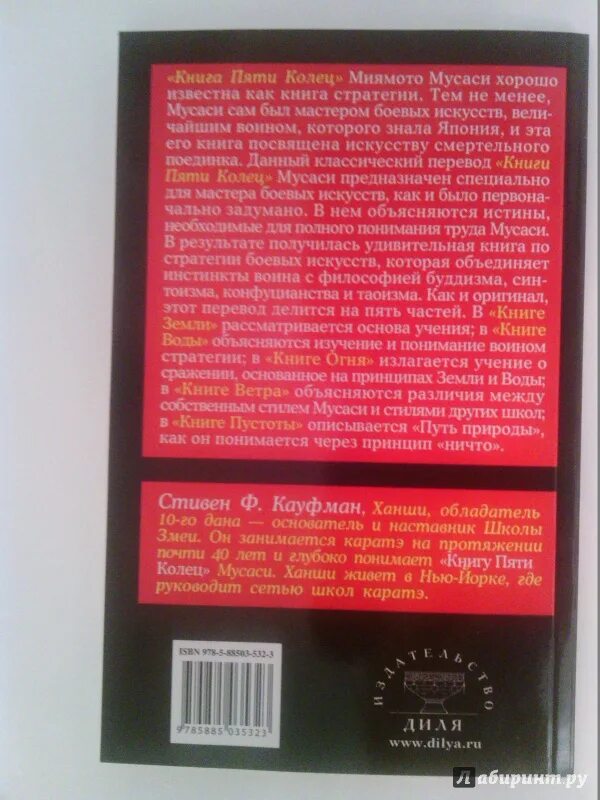 «Книга Пяти Колец» Миямото Мусаси хорошо
известна как книга стратегии. Тем не менее,
Мусаси сам был мастером боевых искусств, вели-
чайшим воином, которого знала Япония, и эта
его книга посвящена искусству смертельного
поединка. Данный классический перевод «Книги
Пяти Колец» Мусаси предназначен специально
для мастера боевых искусств, как и было первона-
чально задумано. В нем объясняются истины,
необходимые для полного понимания труда Мусаси.
В результате получилась удивительная книга по
стратегии боевых искусств, которая объединяет
инстинкты воина с философией буддизма, син-
тоизма, конфуцианства и таоизма. Как и оригинал,
этот перевод делится на пять частей. В «Книге
Земли» рассматривается основа учения; в «Книге
Воды» объясняются изучение и понимание воином
стратегии; в «Книге Огня» излагается учение о
сражении, основанное на принципах Земли и Воды;
в «Книге Ветра» объясняются различия между
собственным стилем Мусаси и стилями других школ;
в «Книге Пустоты» описывается «Путь природы»,
как он понимается через принцип «ничто».
Стивен Ф. Кауфман, Ханши, обладатель
10-го дана — основатель и наставник Школы
Змеи. Он занимается каратэ на протяжении
почти 40 лет и глубоко понимает «Книгу Пяти
Колец» Мусаси. Ханши живет в Нью-Йорке, где
руководит сетью школ каратэ.
ISBN 978-5-88503-532-3
9785885 035323
ИЗДАТЕЛЬСТВО
ДИЛЯ
www.dilya.ru
Лабиринт.ру